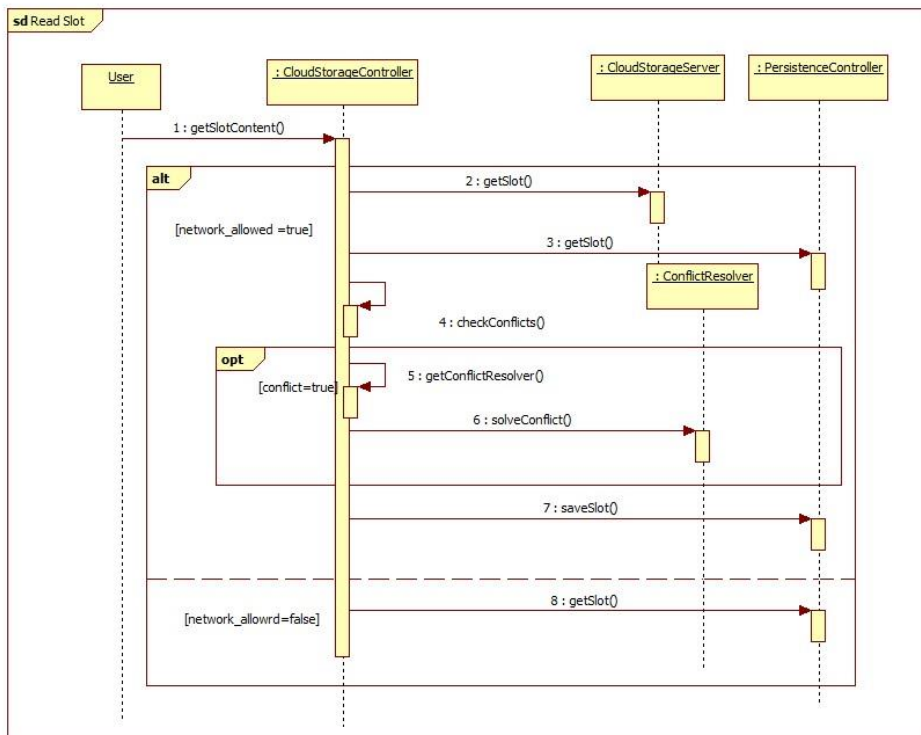 sd Read Slot
User
: CloudStorageController
: CloudStorageServer
: PersistenceController
1 : getSlotContent()
alt
2 : getSlot()
[network_allowed =true]
3 : getSlot()
: ConflictResolver
4 : checkConflicts()
opt
5 : getConflictResolver()
[conflict=true]
6 : solveConflict()
7 : saveSlot()
8 : getSlot()
[network_allowrd=false]